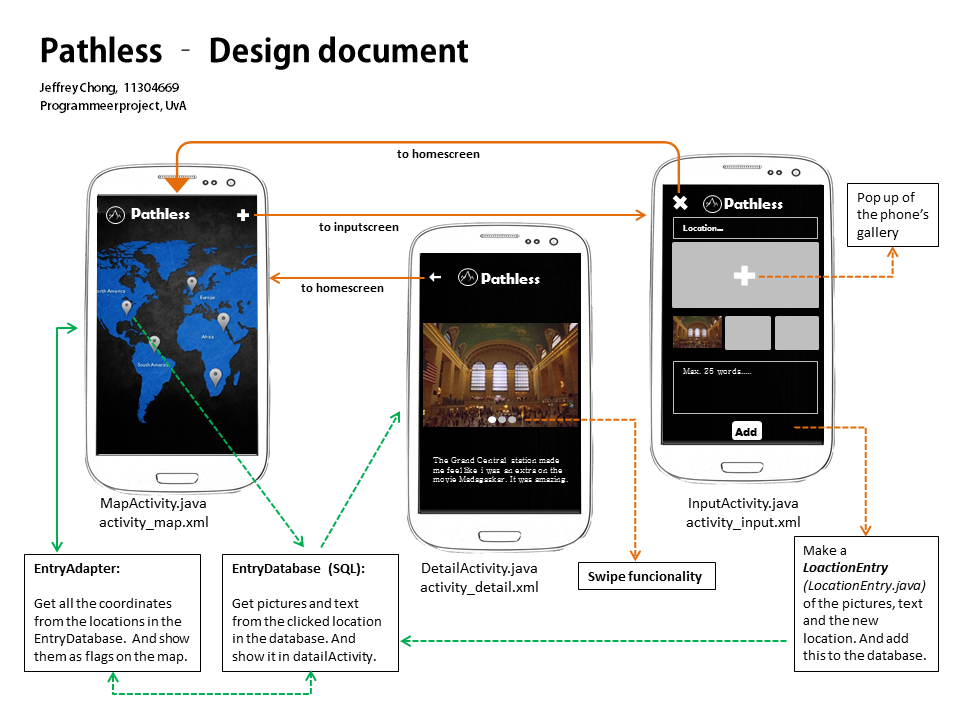 Pathless - Design document
Jeffrey Chong, 11304669
Programmeerproject, UvA
to homescreen
to inputscreen
to homescreen
Pathless
North America
Europe
Africa
South America
MapActivity.java
activity_map.xml
Pathless
The Grand Central station made
me feel like i was an extra on the
movie Madagaskar. It was amazing.
DetailActivity.java
activity_detail.xml
Pathless
Location...
Max. 25 words.....
Add
InputActivity.java
activity_input.xml
Pop up of
the phone's
gallery
EntryAdapter:
Get all the coordinates
from the locations in the
EntryDatabase. And show
them as flags on the map.
EntryDatabase (SQL):
Get pictures and text
from the clicked location
in the database. And
show it in datailActivity.
Swipe funcionality
Make a
LoactionEntry
(LocationEntry.java)
of the pictures, text
and the new
location. And add
this to the database.